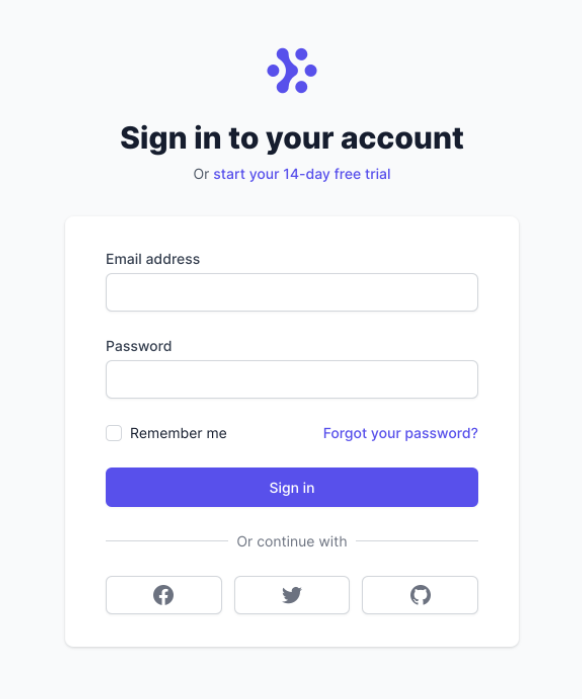 Sign in to your account
Or start your 14-day free trial
Email address
Password
Remember me
Forgot your password?
Sign in
Or continue with